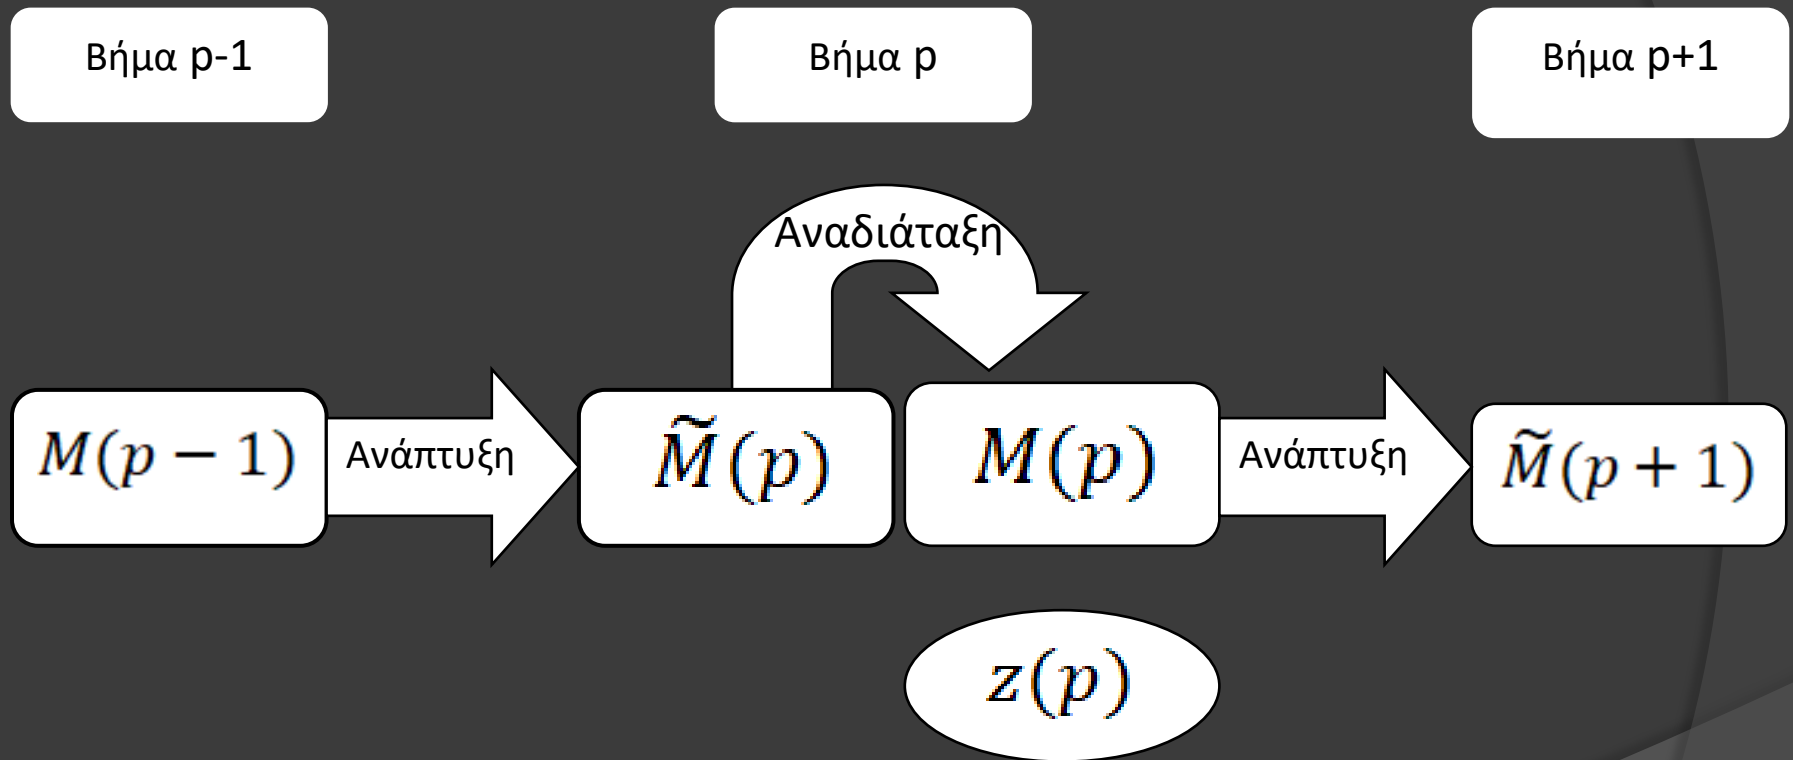 Βήμα p-1
Βήμα p
Βήμα p+1
Αναδιάταξη
M(p − 1)
Ανάπτυξη
M̃(p)
M(p)
Ανάπτυξη
M̃(p + 1)
z(p)